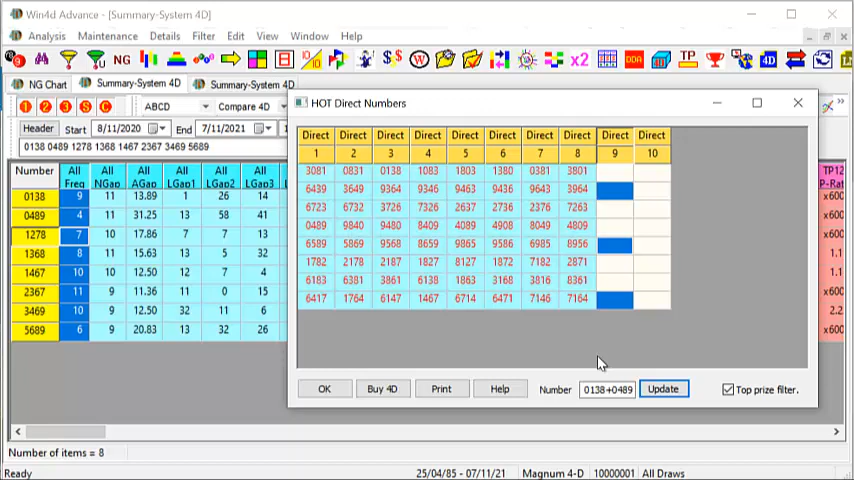 Win4d Advance - [Summary-System 4D]
Analysis Maintenance Details Filter Edit View Window Help
NG 10/10 $$ W x2 DDA TP 4D
NG Chart Summary-System 4D Summary-System 4D
1 2 3 S C ABCD Compare 4D
Header Start 8/11/2020 End 7/11/2021
0138 0489 1278 1368 1467 2367 3469 5689
Number All Freq All NGap All AGap All LGap1 All LGap2 All LGap3 TP12 P-Rat
0138 9 11 13.89 1 26 14 x600
0489 4 11 31.25 13 58 41 x600
1278 7 10 17.86 7 7 13 x600
1368 8 11 15.63 13 5 32 1.1
1467 10 10 12.50 12 7 4 1.1
2367 11 9 11.36 11 0 15 x600
3469 10 9 12.50 32 11 6 2.2
5689 6 9 20.83 13 32 26 x600
HOT Direct Numbers
Direct Direct Direct Direct Direct Direct Direct Direct Direct Direct
1 2 3 4 5 6 7 8 9 10
3081 0831 0138 1083 1803 1380 0381 3801
6439 3649 9364 9346 9463 9436 9643 3964
6723 6732 3726 7326 2637 2736 2376 7263
0489 9840 9480 8409 4089 4908 8049 4809
6589 5869 9568 8659 9865 9586 6985 8956
1782 2178 2187 1827 8127 1872 7182 2871
6183 6381 3861 6138 1863 3168 3816 8361
6417 1764 6147 1467 6714 6471 7146 7164
OK Buy 4D Print Help Number 0138+0489 Update Top prize filter.
Number of items = 8
Ready 25/04/85 - 07/11/21 Magnum 4-D 10000001 All Draws